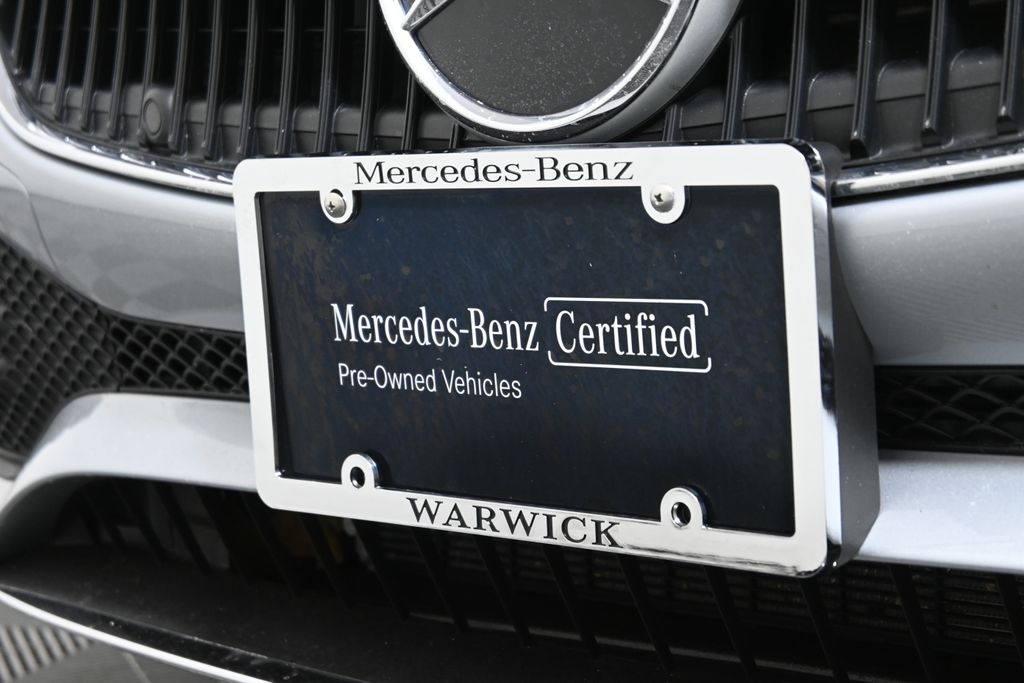 Mercedes-Benz
Mercedes-Benz Certified
Pre-Owned Vehicles
WARWICK